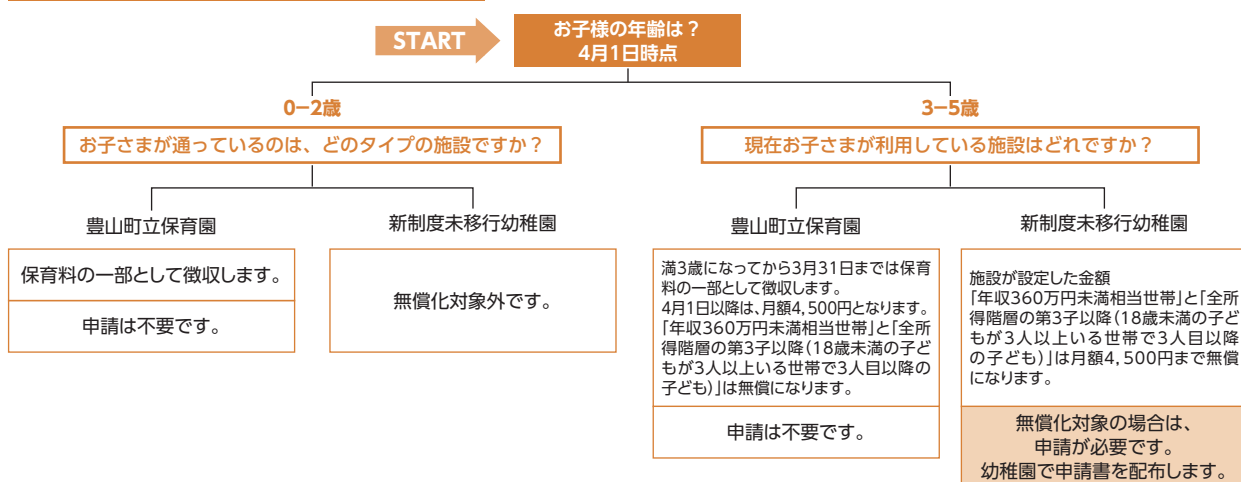 START
お子様の年齢は？
4月1日時点
0−2歳
お子さまが通っているのは、どのタイプの施設ですか？
豊山町立保育園
保育料の一部として徴収します。
申請は不要です。
新制度未移行幼稚園
無償化対象外です。
3−5歳
現在お子さまが利用している施設はどれですか？
豊山町立保育園
満3歳になってから3月31日までは保育
料の一部として徴収します。
4月1日以降は、月額4,500円となります。
「年収360万円未満相当世帯」と「全所
得階層の第3子以降(18歳未満の子ど
もが3人以上いる世帯で3人目以降の
子ども)」は無償になります。
申請は不要です。
新制度未移行幼稚園
施設が設定した金額
「年収360万円未満相当世帯」と「全所
得階層の第3子以降(18歳未満の子ど
もが3人以上いる世帯で3人目以降
の子ども)」は月額4,500円まで無償
になります。
無償化対象の場合は、
申請が必要です。
幼稚園で申請書を配布します。